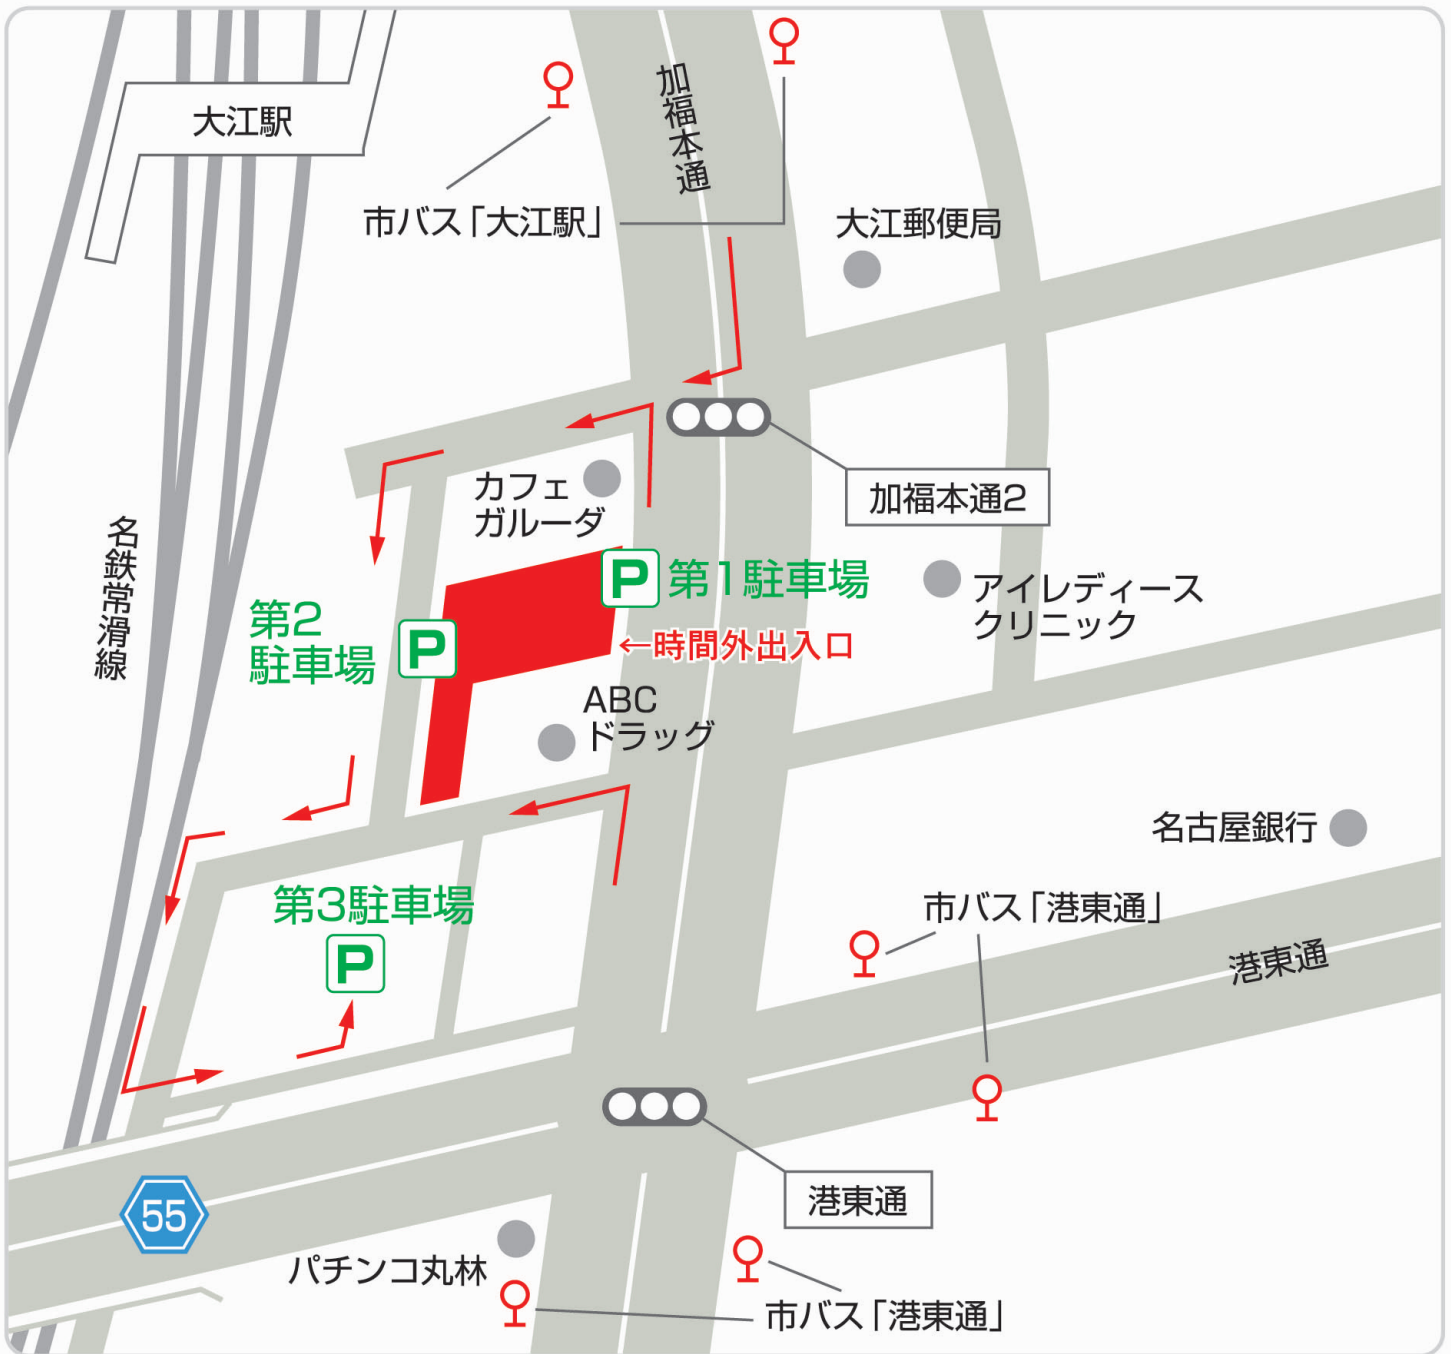 加福本通
大江駅
市バス「大江駅」
大江郵便局
カフェ
ガルーダ
加福本通2
名鉄常滑線
P
第1駐車場
アイレディース
クリニック
第2
駐車場
P
←時間外出入口
ABC
ドラッグ
名古屋銀行
第3駐車場
P
市バス「港東通」
港東通
港東通
55
パチンコ丸林
市バス「港東通」